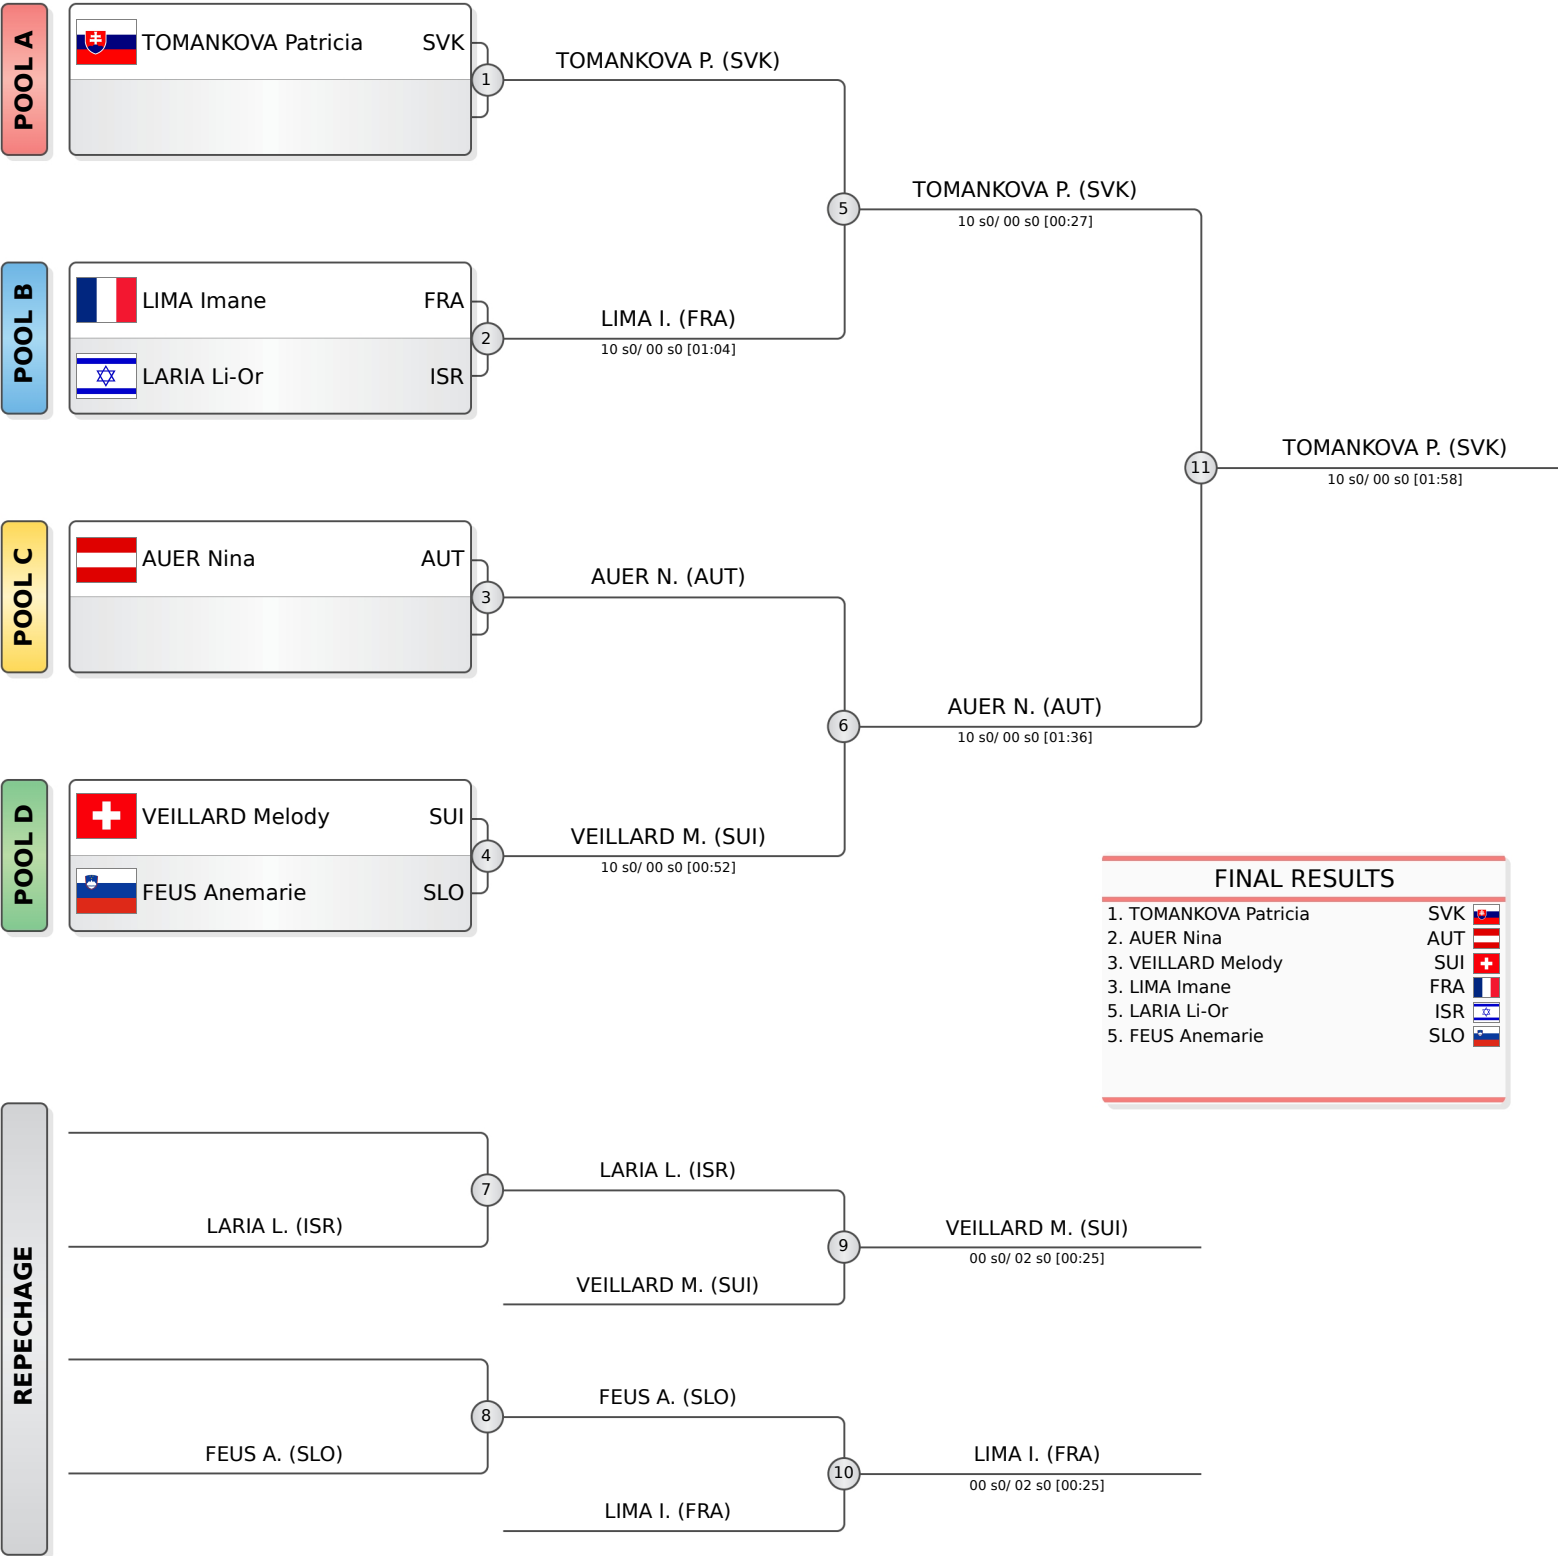 POOL A
TOMANKOVA Patricia SVK
1
TOMANKOVA P. (SVK)
5
TOMANKOVA P. (SVK)
10 s0/ 00 s0 [00:27]
POOL B
LIMA Imane FRA
LARIA Li-Or ISR
2
LIMA I. (FRA)
10 s0/ 00 s0 [01:04]
11
TOMANKOVA P. (SVK)
10 s0/ 00 s0 [01:58]
POOL C
AUER Nina AUT
3
AUER N. (AUT)
6
AUER N. (AUT)
10 s0/ 00 s0 [01:36]
POOL D
VEILLARD Melody SUI
FEUS Anemarie SLO
4
VEILLARD M. (SUI)
10 s0/ 00 s0 [00:52]
FINAL RESULTS
1. TOMANKOVA Patricia SVK
2. AUER Nina AUT
3. VEILLARD Melody SUI
3. LIMA Imane FRA
5. LARIA Li-Or ISR
5. FEUS Anemarie SLO
REPECHAGE
LARIA L. (ISR)
7
LARIA L. (ISR)
VEILLARD M. (SUI)
9
VEILLARD M. (SUI)
00 s0/ 02 s0 [00:25]
FEUS A. (SLO)
8
FEUS A. (SLO)
LIMA I. (FRA)
10
LIMA I. (FRA)
00 s0/ 02 s0 [00:25]